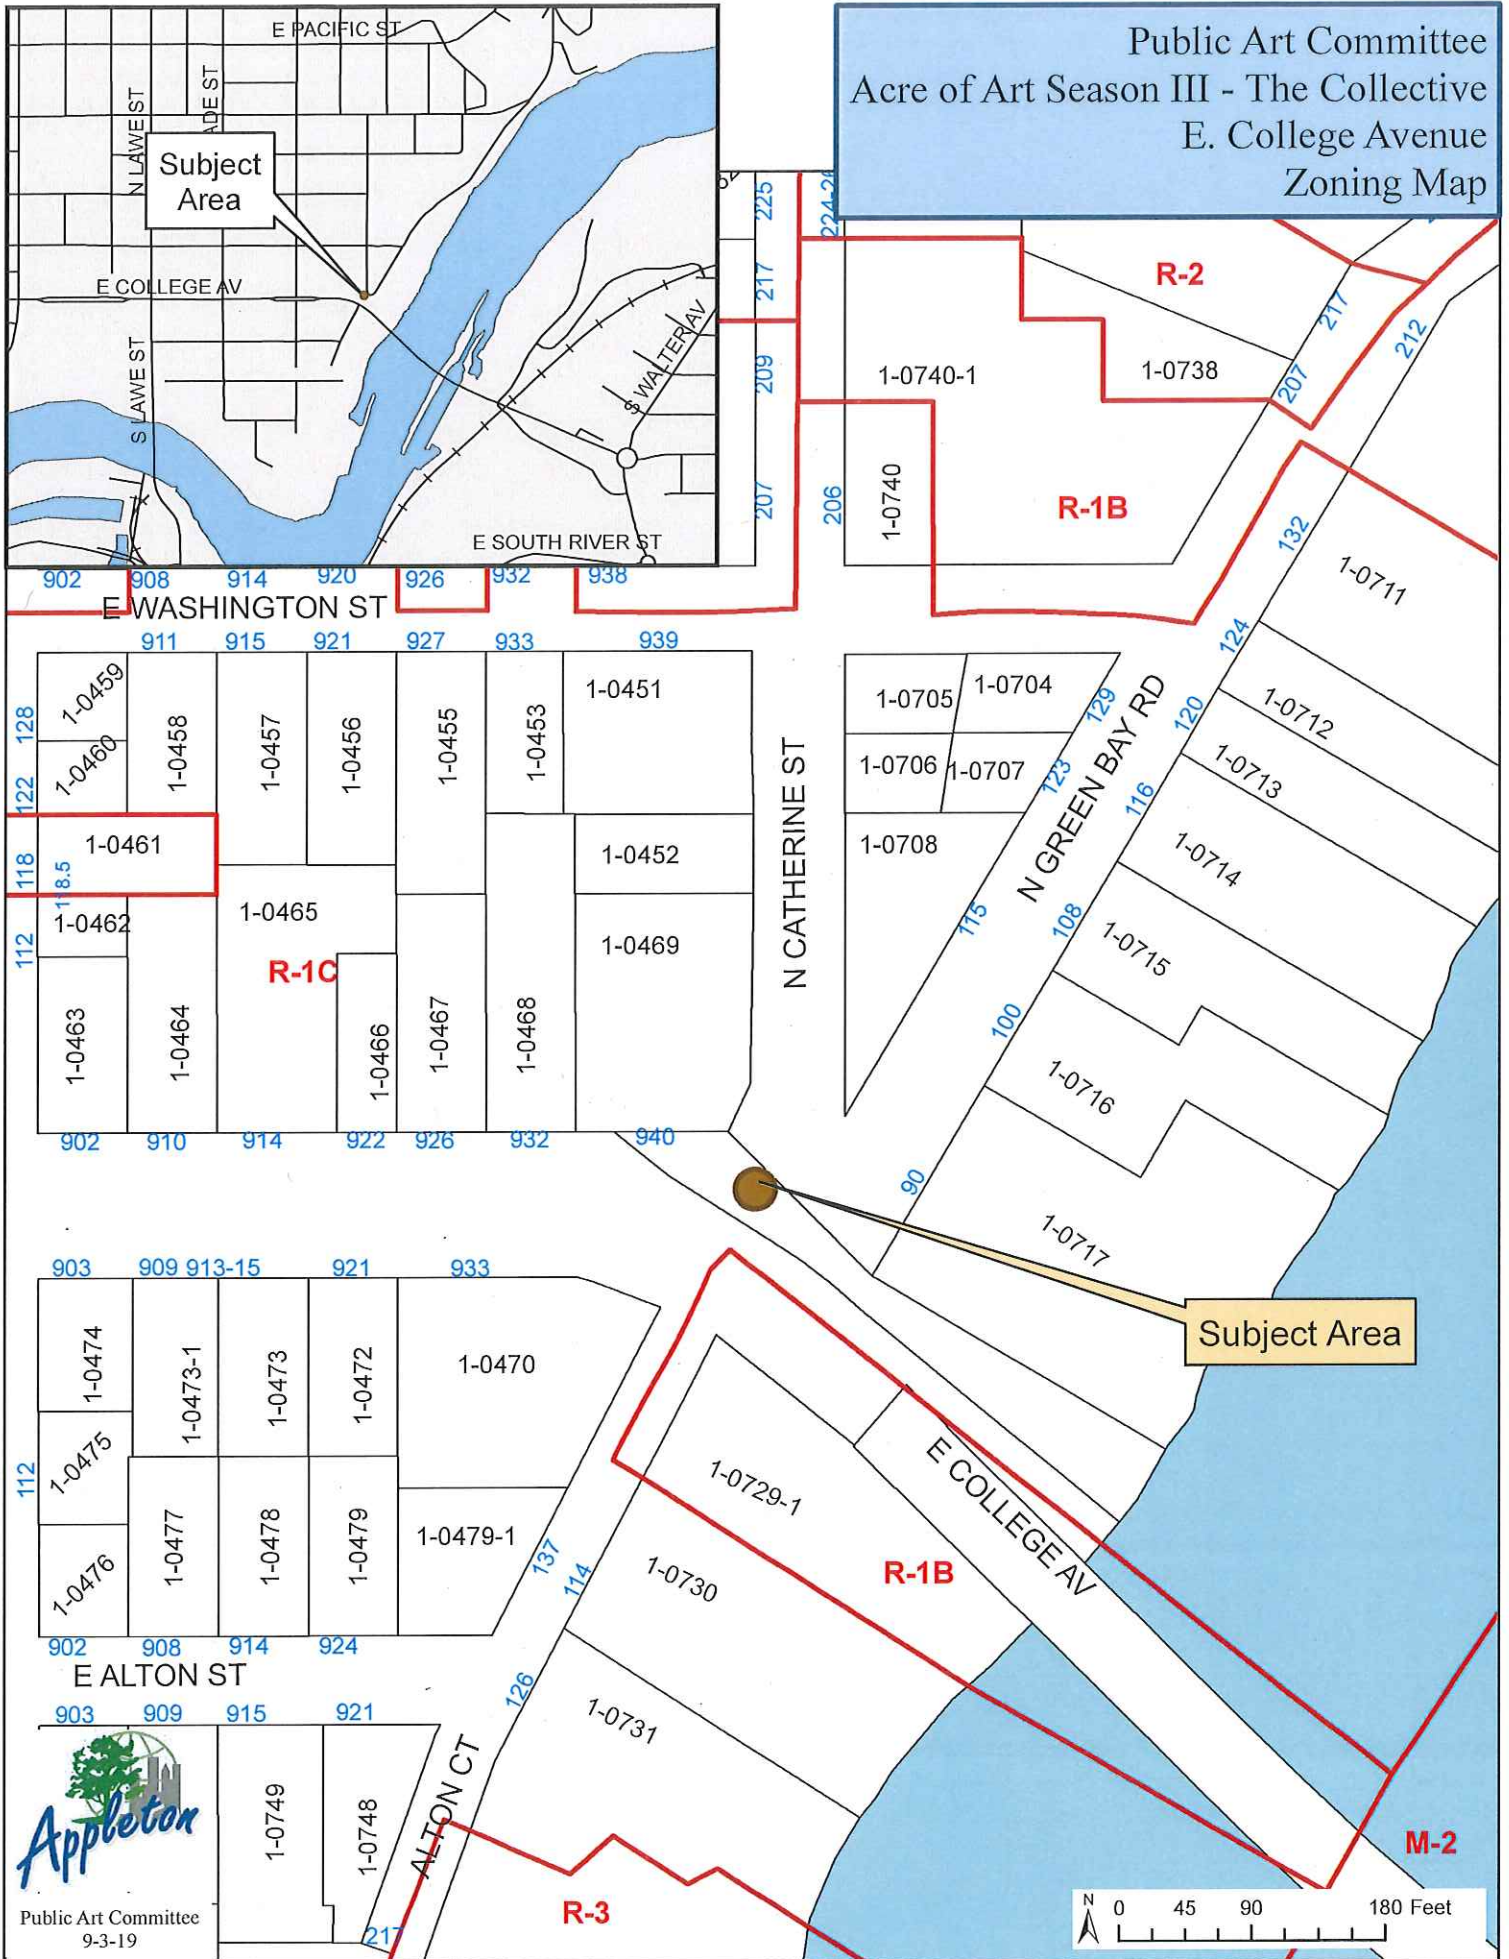 Public Art Committee
Acre of Art Season III - The Collective
E. College Avenue
Zoning Map
E PACIFIC ST
N LAWE ST
ADE ST
Subject
Area
E COLLEGE AV
S LAWE ST
S WALTER AV
E SOUTH RIVER ST
225
217
209
207
206
R-2
217
212
207
1-0740-1
1-0738
1-0740
R-1B
132
1-0711
902 908 914 920 926 932 938
E WASHINGTON ST
911 915 921 927 933 939
128
122
118
118.5
112
1-0459
1-0460
1-0458
1-0457
1-0456
1-0455
1-0453
1-0451
1-0461
1-0452
1-0462
1-0465
1-0469
R-1C
1-0463
1-0464
1-0466
1-0467
1-0468
N CATHERINE ST
1-0705
1-0704
1-0706
1-0707
1-0708
129
123
115
N GREEN BAY RD
124
120
116
108
100
90
1-0712
1-0713
1-0714
1-0715
1-0716
1-0717
902 910 914 922 926 932 940
Subject Area
903 909 913-15 921 933
1-0474
1-0473-1
1-0473
1-0472
1-0470
112
1-0475
1-0476
1-0477
1-0478
1-0479
1-0479-1
137
114
126
1-0729-1
1-0730
1-0731
E COLLEGE AV
R-1B
902 908 914 924
E ALTON ST
903 909 915 921
1-0749
1-0748
217
ALTON CT
R-3
M-2
Appleton
Public Art Committee
9-3-19
N
0 45 90 180 Feet